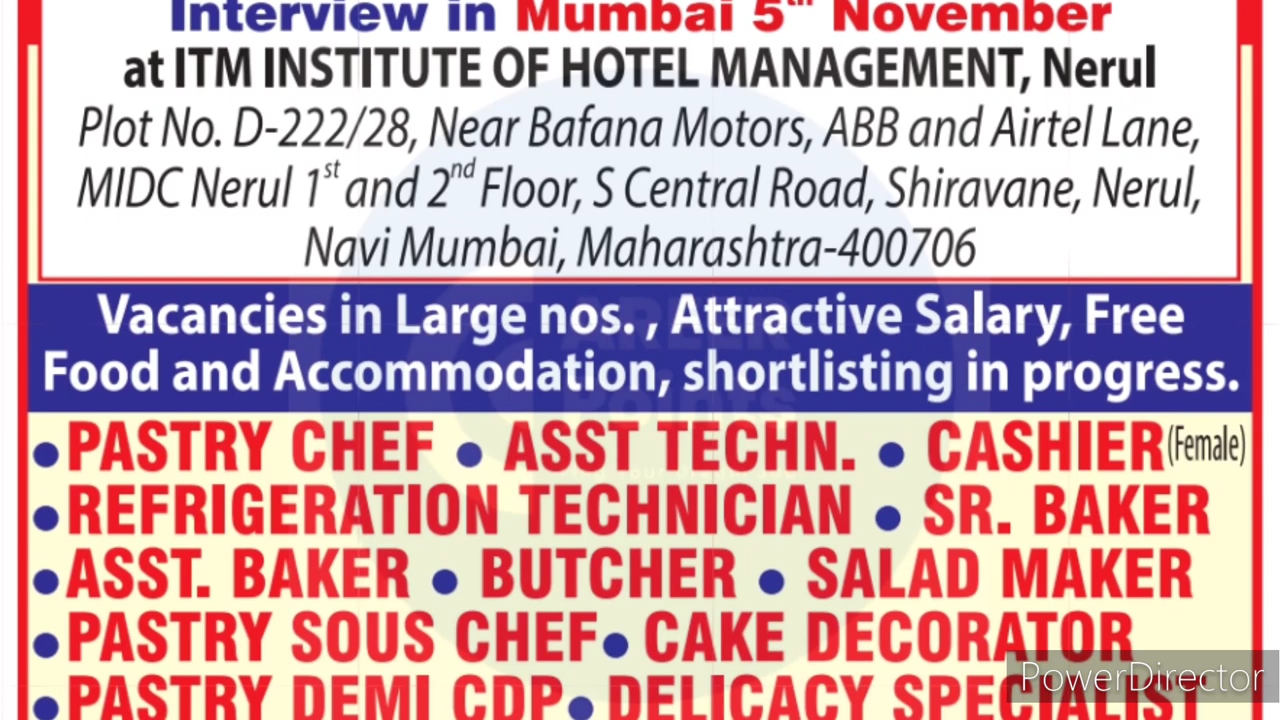 Interview in Mumbai 5th November
at ITM INSTITUTE OF HOTEL MANAGEMENT, Nerul
Plot No. D-222/28, Near Bafana Motors, ABB and Airtel Lane,
MIDC Nerul 1st and 2nd Floor, S Central Road, Shiravane, Nerul,
Navi Mumbai, Maharashtra-400706
Vacancies in Large nos. , Attractive Salary, Free
Food and Accommodation, shortlisting in progress.
• PASTRY CHEF • ASST TECHN. • CASHIER (Female)
• REFRIGERATION TECHNICIAN • SR. BAKER
• ASST. BAKER • BUTCHER • SALAD MAKER
• PASTRY SOUS CHEF • CAKE DECORATOR
• PASTRY DEMI CDP • DELICACY SPECIALIST
PowerDirector